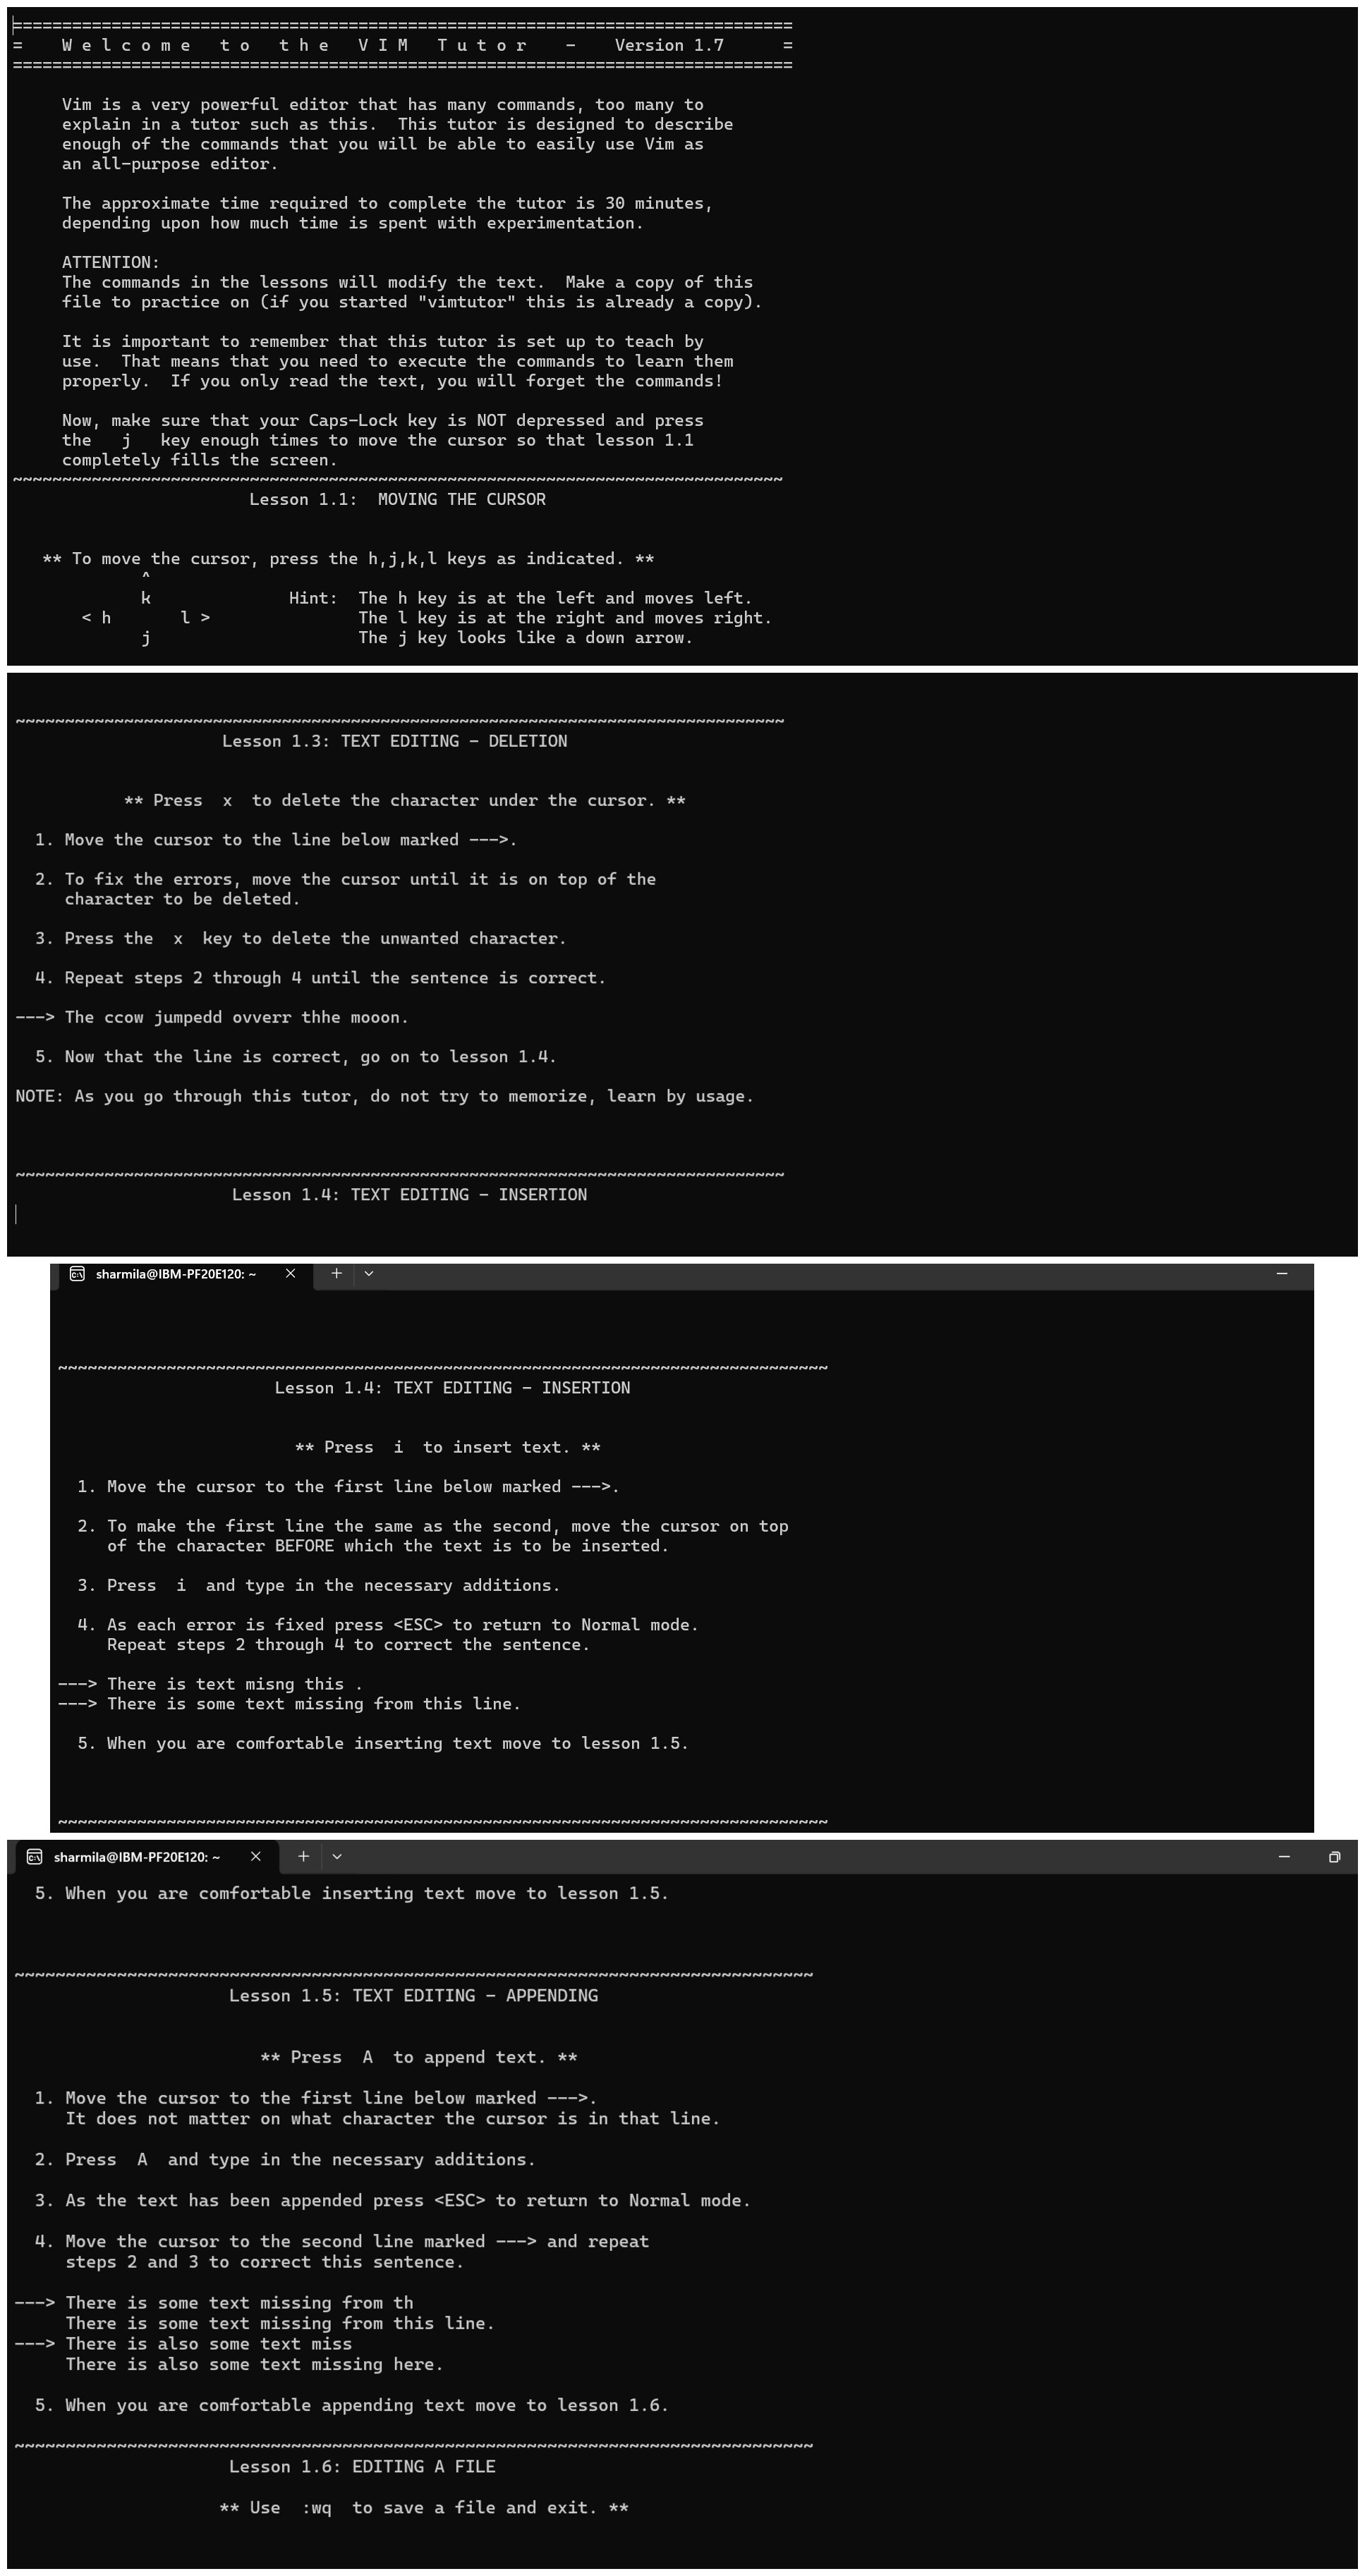 ===============================================================================
=    W e l c o m e   t o   t h e   V I M   T u t o r    -    Version 1.7      =
===============================================================================
Vim is a very powerful editor that has many commands, too many to
explain in a tutor such as this.  This tutor is designed to describe
enough of the commands that you will be able to easily use Vim as
an all-purpose editor.
The approximate time required to complete the tutor is 30 minutes,
depending upon how much time is spent with experimentation.
ATTENTION:
The commands in the lessons will modify the text.  Make a copy of this
file to practice on (if you started "vimtutor" this is already a copy).
It is important to remember that this tutor is set up to teach by
use.  That means that you need to execute the commands to learn them
properly.  If you only read the text, you will forget the commands!
Now, make sure that your Caps-Lock key is NOT depressed and press
the   j   key enough times to move the cursor so that lesson 1.1
completely fills the screen.
~~~~~~~~~~~~~~~~~~~~~~~~~~~~~~~~~~~~~~~~~~~~~~~~~~~~~~~~~~~~~~~~~~~~~~~~~~~~~~
Lesson 1.1:  MOVING THE CURSOR
** To move the cursor, press the h,j,k,l keys as indicated. **
^
k              Hint:  The h key is at the left and moves left.
< h       l >               The l key is at the right and moves right.
j                     The j key looks like a down arrow.
~~~~~~~~~~~~~~~~~~~~~~~~~~~~~~~~~~~~~~~~~~~~~~~~~~~~~~~~~~~~~~~~~~~~~~~~~~~~~~
Lesson 1.3: TEXT EDITING - DELETION
** Press  x  to delete the character under the cursor. **
1. Move the cursor to the line below marked --->.
2. To fix the errors, move the cursor until it is on top of the
character to be deleted.
3. Press the  x  key to delete the unwanted character.
4. Repeat steps 2 through 4 until the sentence is correct.
---> The ccow jumpedd ovverr thhe mooon.
5. Now that the line is correct, go on to lesson 1.4.
NOTE: As you go through this tutor, do not try to memorize, learn by usage.
~~~~~~~~~~~~~~~~~~~~~~~~~~~~~~~~~~~~~~~~~~~~~~~~~~~~~~~~~~~~~~~~~~~~~~~~~~~~~~
Lesson 1.4: TEXT EDITING - INSERTION
sharmila@IBM-PF20E120: ~
~~~~~~~~~~~~~~~~~~~~~~~~~~~~~~~~~~~~~~~~~~~~~~~~~~~~~~~~~~~~~~~~~~~~~~~~~~~~~~
Lesson 1.4: TEXT EDITING - INSERTION
** Press  i  to insert text. **
1. Move the cursor to the first line below marked --->.
2. To make the first line the same as the second, move the cursor on top
of the character BEFORE which the text is to be inserted.
3. Press  i  and type in the necessary additions.
4. As each error is fixed press <ESC> to return to Normal mode.
Repeat steps 2 through 4 to correct the sentence.
---> There is text misng this .
---> There is some text missing from this line.
5. When you are comfortable inserting text move to lesson 1.5.
~~~~~~~~~~~~~~~~~~~~~~~~~~~~~~~~~~~~~~~~~~~~~~~~~~~~~~~~~~~~~~~~~~~~~~~~~~~~~~
sharmila@IBM-PF20E120: ~
5. When you are comfortable inserting text move to lesson 1.5.
~~~~~~~~~~~~~~~~~~~~~~~~~~~~~~~~~~~~~~~~~~~~~~~~~~~~~~~~~~~~~~~~~~~~~~~~~~~~~~
Lesson 1.5: TEXT EDITING - APPENDING
** Press  A  to append text. **
1. Move the cursor to the first line below marked --->.
It does not matter on what character the cursor is in that line.
2. Press  A  and type in the necessary additions.
3. As the text has been appended press <ESC> to return to Normal mode.
4. Move the cursor to the second line marked ---> and repeat
steps 2 and 3 to correct this sentence.
---> There is some text missing from th
There is some text missing from this line.
---> There is also some text miss
There is also some text missing here.
5. When you are comfortable appending text move to lesson 1.6.
~~~~~~~~~~~~~~~~~~~~~~~~~~~~~~~~~~~~~~~~~~~~~~~~~~~~~~~~~~~~~~~~~~~~~~~~~~~~~~
Lesson 1.6: EDITING A FILE
** Use  :wq  to save a file and exit. **